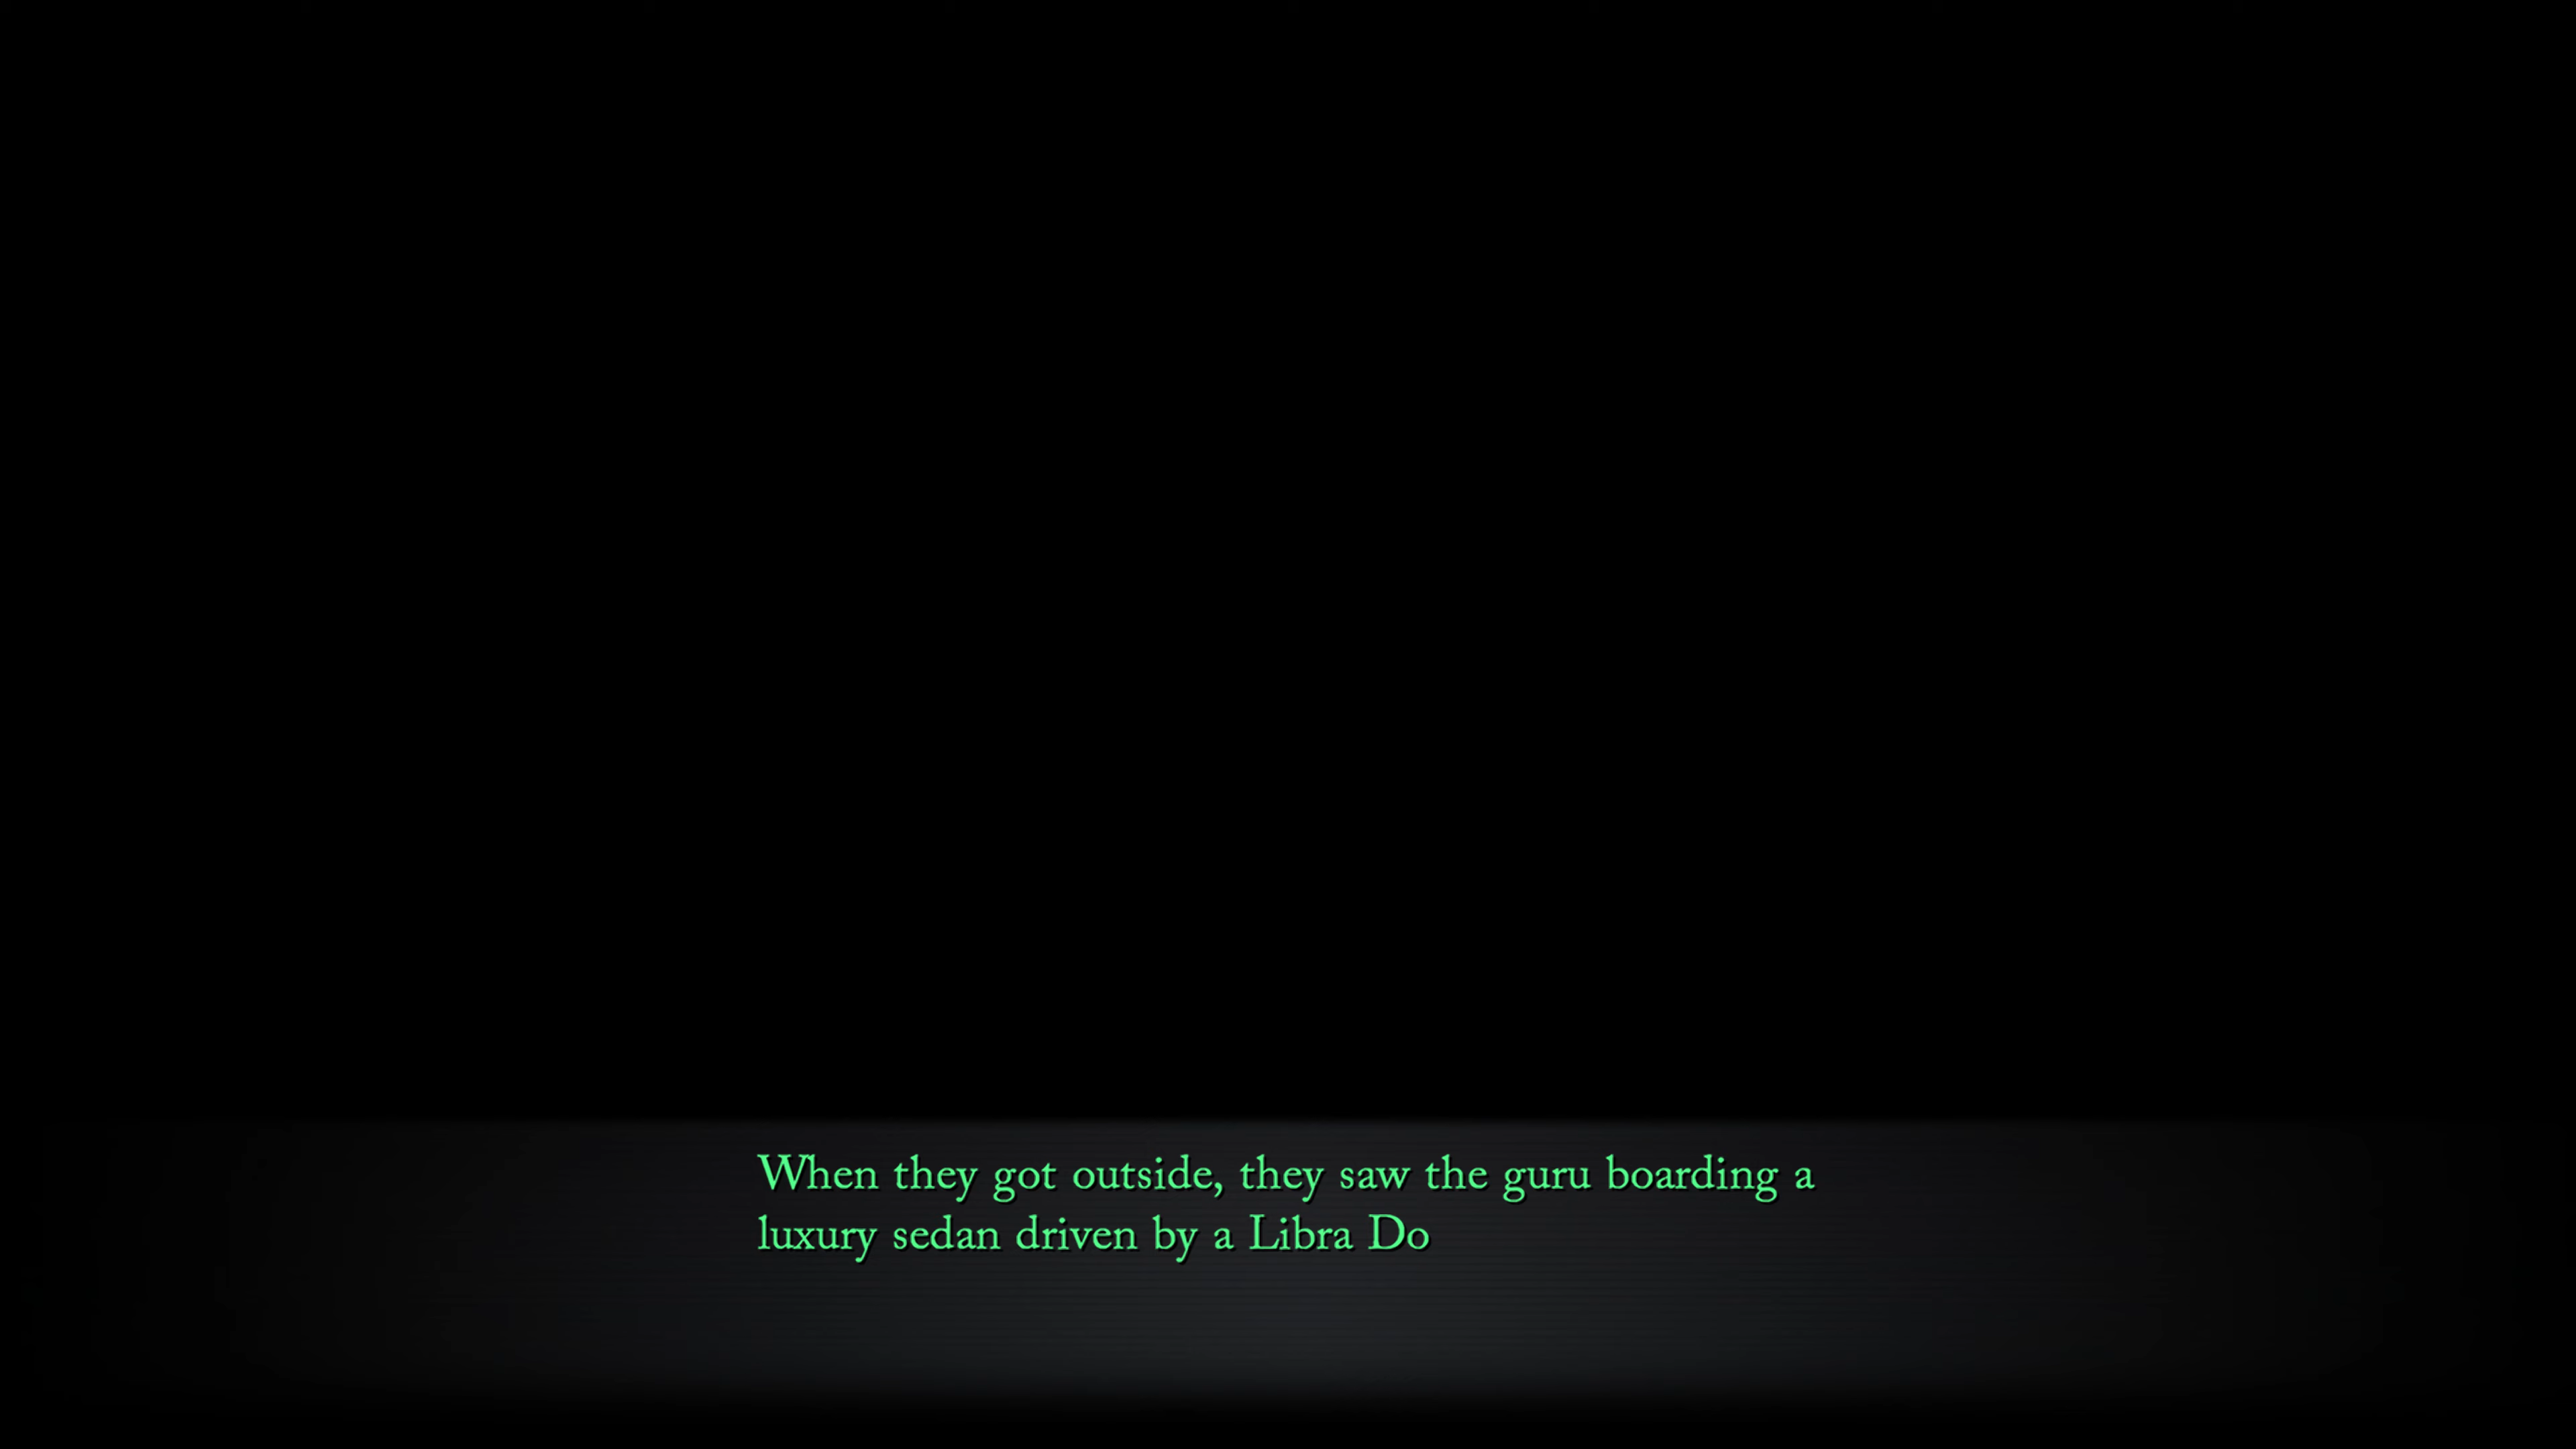 When they got outside, they saw the guru boarding a
luxury sedan driven by a Libra Do